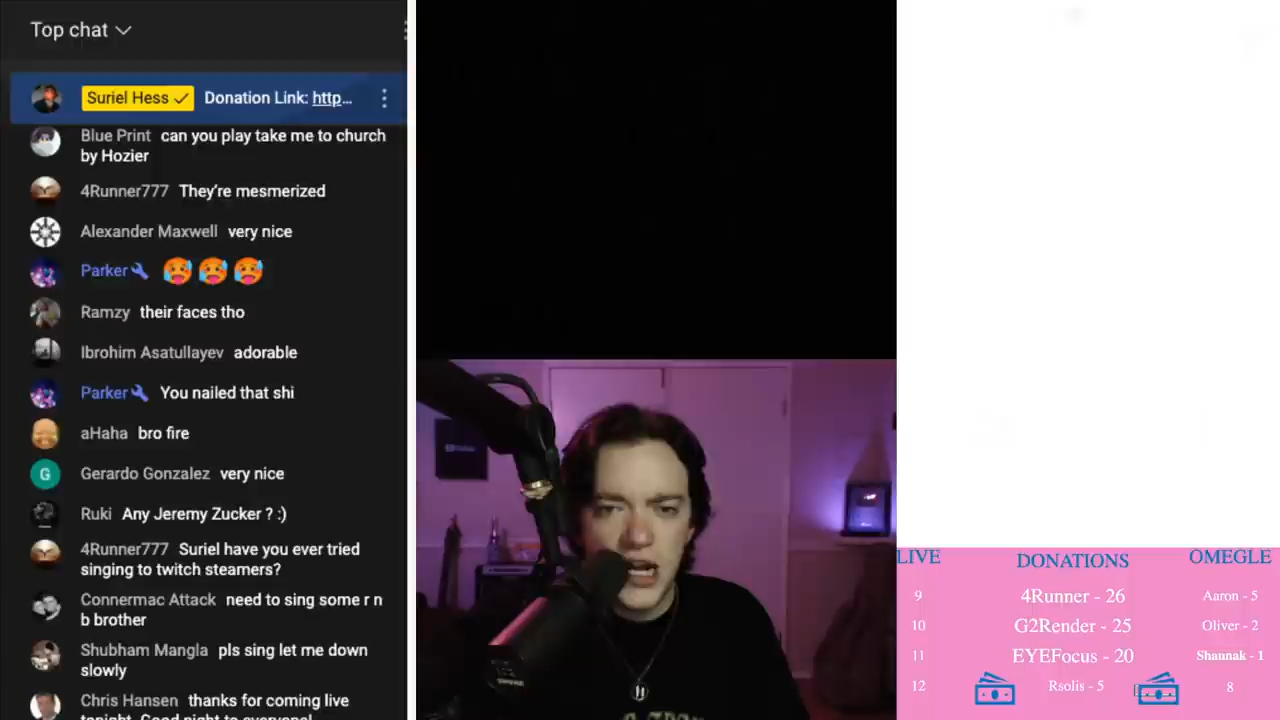 Top chat
Suriel Hess Donation Link: http...
Blue Print can you play take me to church
by Hozier
4Runner777 They're mesmerized
Alexander Maxwell very nice
Parker
Ramzy their faces tho
Ibrohim Asatullayev adorable
Parker You nailed that shi
aHaha bro fire
G
Gerardo Gonzalez very nice
Ruki Any Jeremy Zucker ? :)
4Runner777 Suriel have you ever tried
singing to twitch steamers?
Connermac Attack need to sing some r n
b brother
Shubham Mangla pls sing let me down
slowly
Chris Hansen thanks for coming live
tonight. Good night to everyone!
LIVE DONATIONS OMEGLE
9 4Runner - 26 Aaron - 5
10 G2Render - 25 Oliver - 2
11 EYEFocus - 20 Shannak - 1
12 Rsolis - 5 8